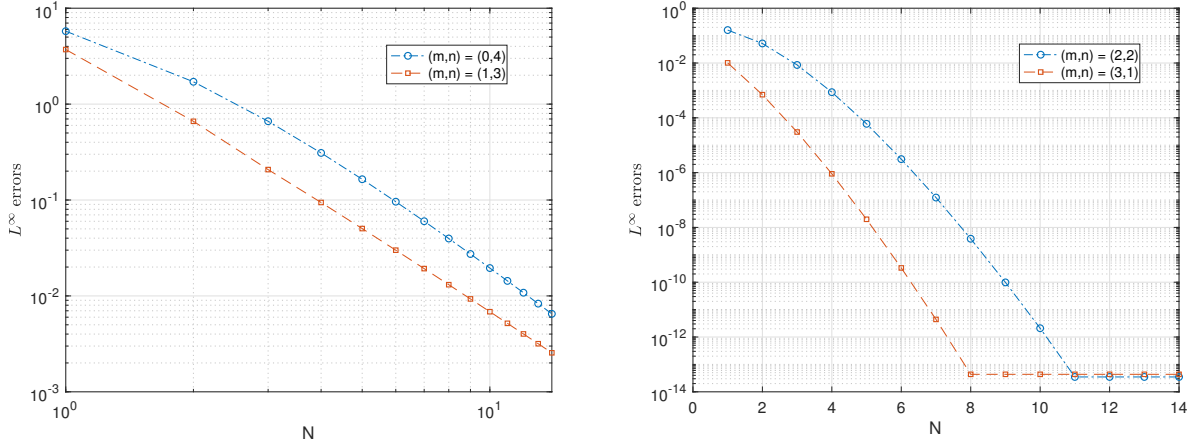 10^1
10^0
10^-1
10^-2
10^-3
L^∞ errors
10^0
10^1
N
(m,n) = (0,4)
(m,n) = (1,3)
10^0
10^-2
10^-4
10^-6
10^-8
10^-10
10^-12
10^-14
L^∞ errors
0 2 4 6 8 10 12 14
N
(m,n) = (2,2)
(m,n) = (3,1)